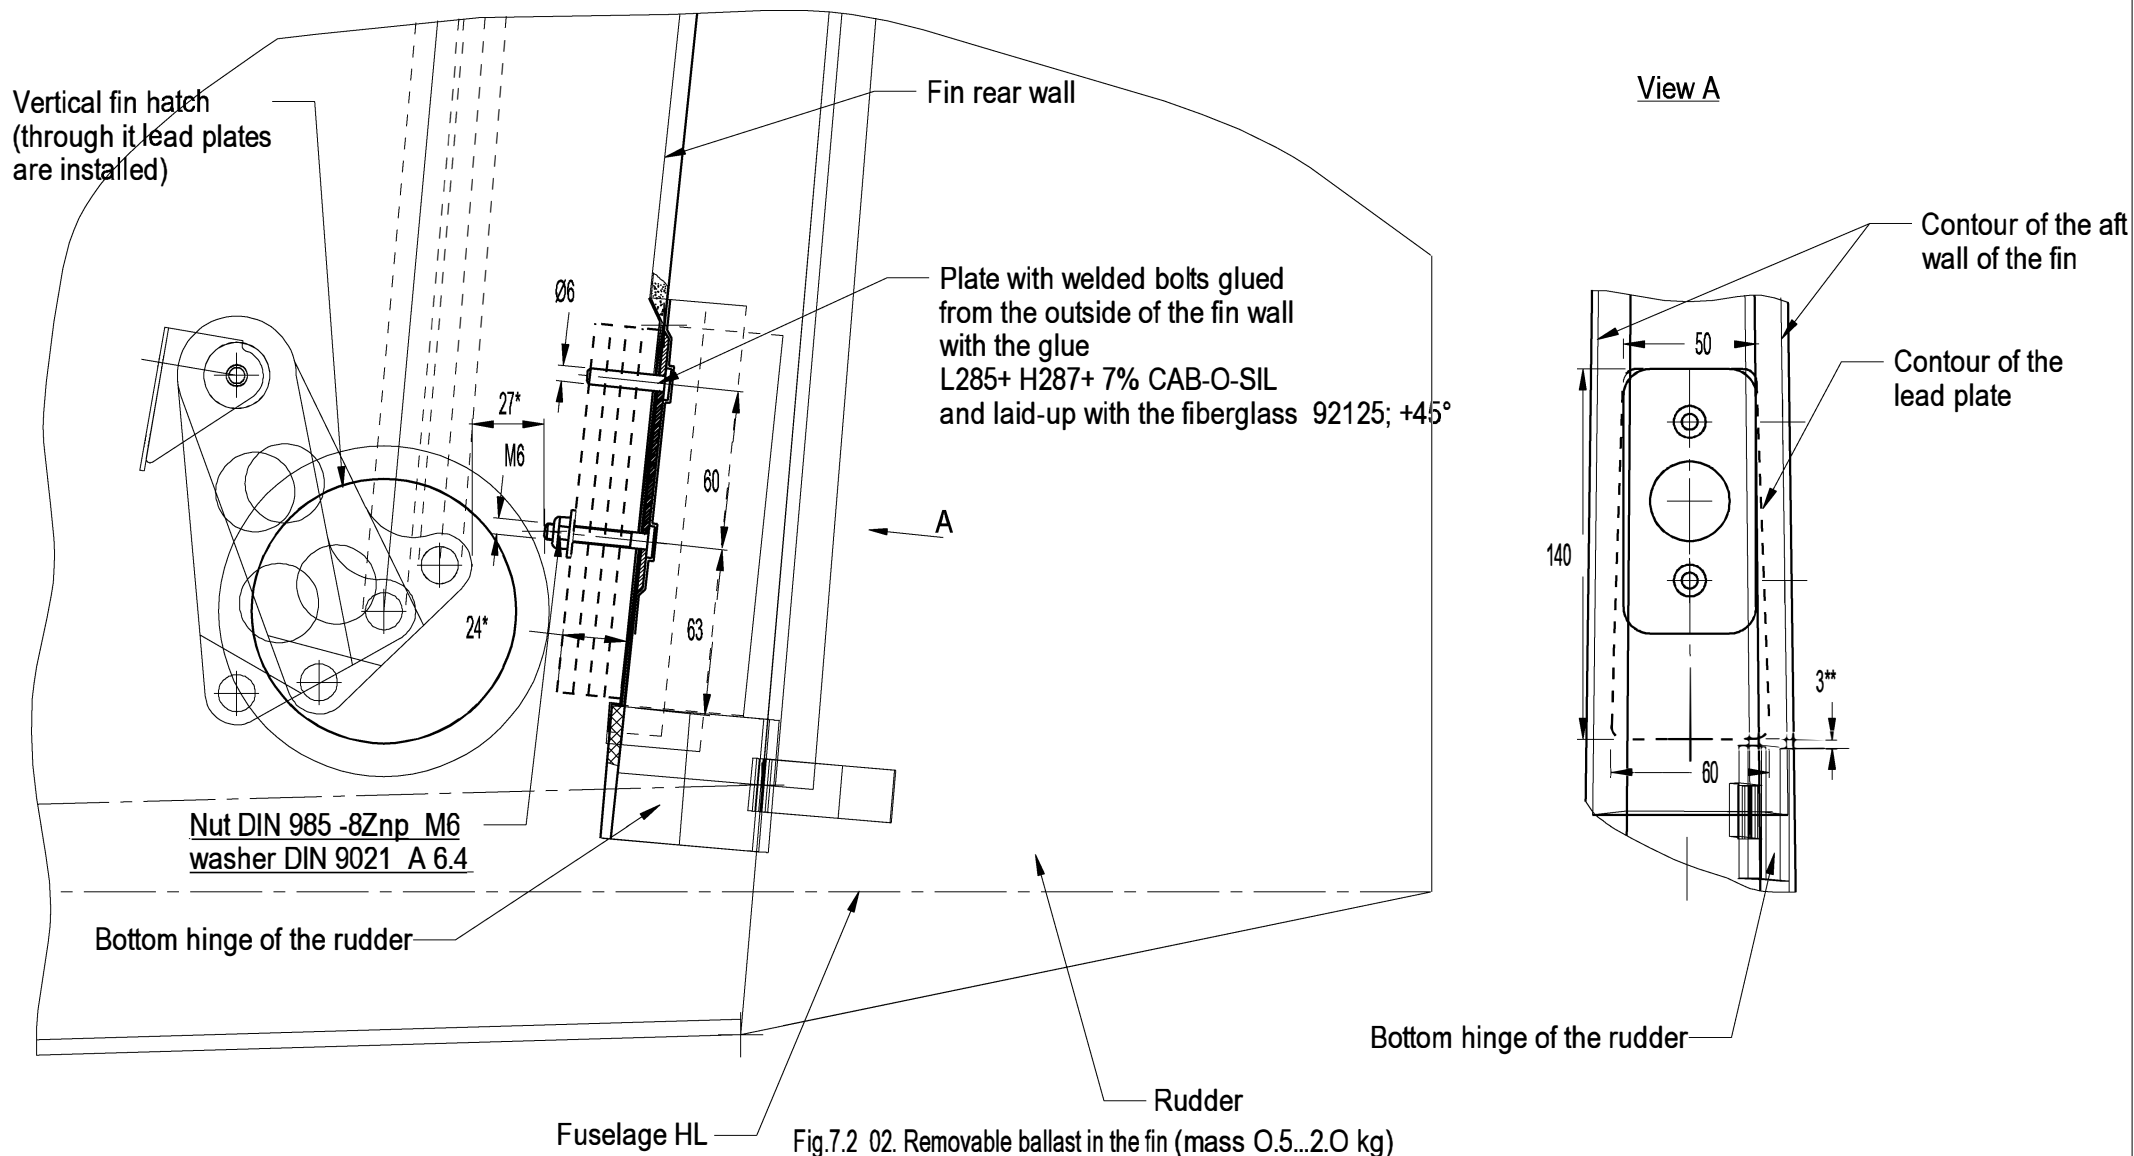 Vertical fin hatch
(through it lead plates
are installed)
Fin rear wall
View A
Contour of the aft
wall of the fin
Plate with welded bolts glued
from the outside of the fin wall
with the glue
L285+ H287+ 7% CAB-O-SIL
and laid-up with the fiberglass 92125; +45°
Ø6
27*
M6
60
A
24*
63
50
Contour of the
lead plate
140
3**
60
Nut DIN 985 -8Znp M6
washer DIN 9021 A 6.4
Bottom hinge of the rudder
Bottom hinge of the rudder
Rudder
Fuselage HL
Fig.7.2 02. Removable ballast in the fin (mass O.5...2.O kg)